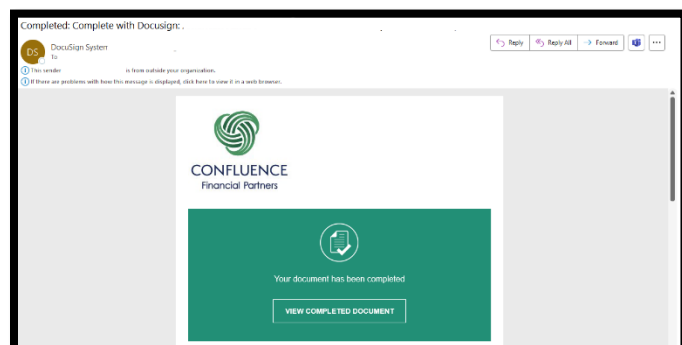 Completed: Complete with Docusign: .
DS
DocuSign System
To
Reply
Reply All
Forward
This sender is from outside your organization.
If there are problems with how this message is displayed, click here to view it in a web browser.
CONFLUENCE
Financial Partners
Your document has been completed
VIEW COMPLETED DOCUMENT